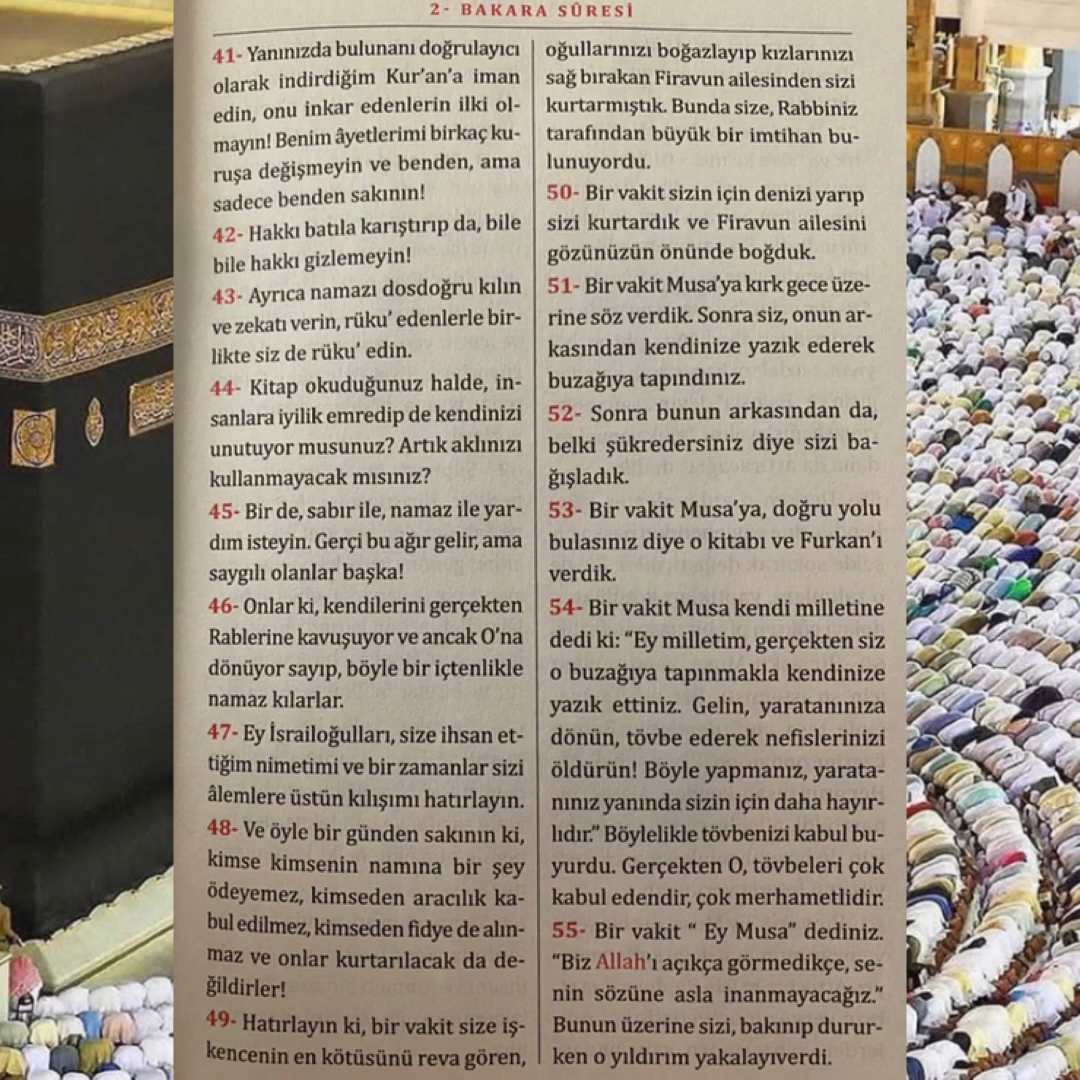 2- BAKARA SÛRESİ
41- Yanınızda bulunanı doğrulayıcı
olarak indirdiğim Kur'an'a iman
edin, onu inkar edenlerin ilki ol-
mayın! Benim âyetlerimi birkaç ku-
ruşa değişmeyin ve benden, ama
sadece benden sakının!
42- Hakkı batıla karıştırıp da, bile
bile hakkı gizlemeyin!
43- Ayrıca namazı dosdoğru kılın
ve zekatı verin, rüku' edenlerle bir-
likte siz de rüku' edin.
44- Kitap okuduğunuz halde, in-
sanlara iyilik emredip de kendinizi
unutuyor musunuz? Artık aklınızı
kullanmayacak mısınız?
45- Bir de, sabır ile, namaz ile yar-
dım isteyin. Gerçi bu ağır gelir, ama
saygılı olanlar başka!
46- Onlar ki, kendilerini gerçekten
Rablerine kavuşuyor ve ancak O'na
dönüyor sayıp, böyle bir içtenlikle
namaz kılarlar.
47- Ey İsrailoğulları, size ihsan et-
tiğim nimetimi ve bir zamanlar sizi
âlemlere üstün kılışımı hatırlayın.
48- Ve öyle bir günden sakının ki,
kimse kimsenin namına bir şey
ödeyemez, kimseden aracılık ka-
bul edilmez, kimseden fidye de alın-
maz ve onlar kurtarılacak da de-
ğildirler!
49- Hatırlayın ki, bir vakit size iş-
kencenin en kötüsünü reva gören,
oğullarınızı boğazlayıp kızlarınızı
sağ bırakan Firavun ailesinden sizi
kurtarmıştık. Bunda size, Rabbiniz
tarafından büyük bir imtihan bu-
lunuyordu.
50- Bir vakit sizin için denizi yarıp
sizi kurtardık ve Firavun ailesini
gözünüzün önünde boğduk.
51- Bir vakit Musa'ya kırk gece üze-
rine söz verdik. Sonra siz, onun ar-
kasından kendinize yazık ederek
buzağıya tapındınız.
52- Sonra bunun arkasından da,
belki şükredersiniz diye sizi ba-
ğışladık.
53- Bir vakit Musa'ya, doğru yolu
bulasınız diye o kitabı ve Furkan'ı
verdik.
54- Bir vakit Musa kendi milletine
dedi ki: "Ey milletim, gerçekten siz
o buzağıya tapınmakla kendinize
yazık ettiniz. Gelin, yaratanınıza
dönün, tövbe ederek nefislerinizi
öldürün! Böyle yapmanız, yarata-
nınız yanında sizin için daha hayır-
lıdır." Böylelikle tövbenizi kabul bu-
yurdu. Gerçekten O, tövbeleri çok
kabul edendir, çok merhametlidir.
55- Bir vakit " Ey Musa" dediniz.
"Biz Allah'ı açıkça görmedikçe, se-
nin sözüne asla inanmayacağız."
Bunun üzerine sizi, bakınıp durur-
ken o yıldırım yakalayıverdi.